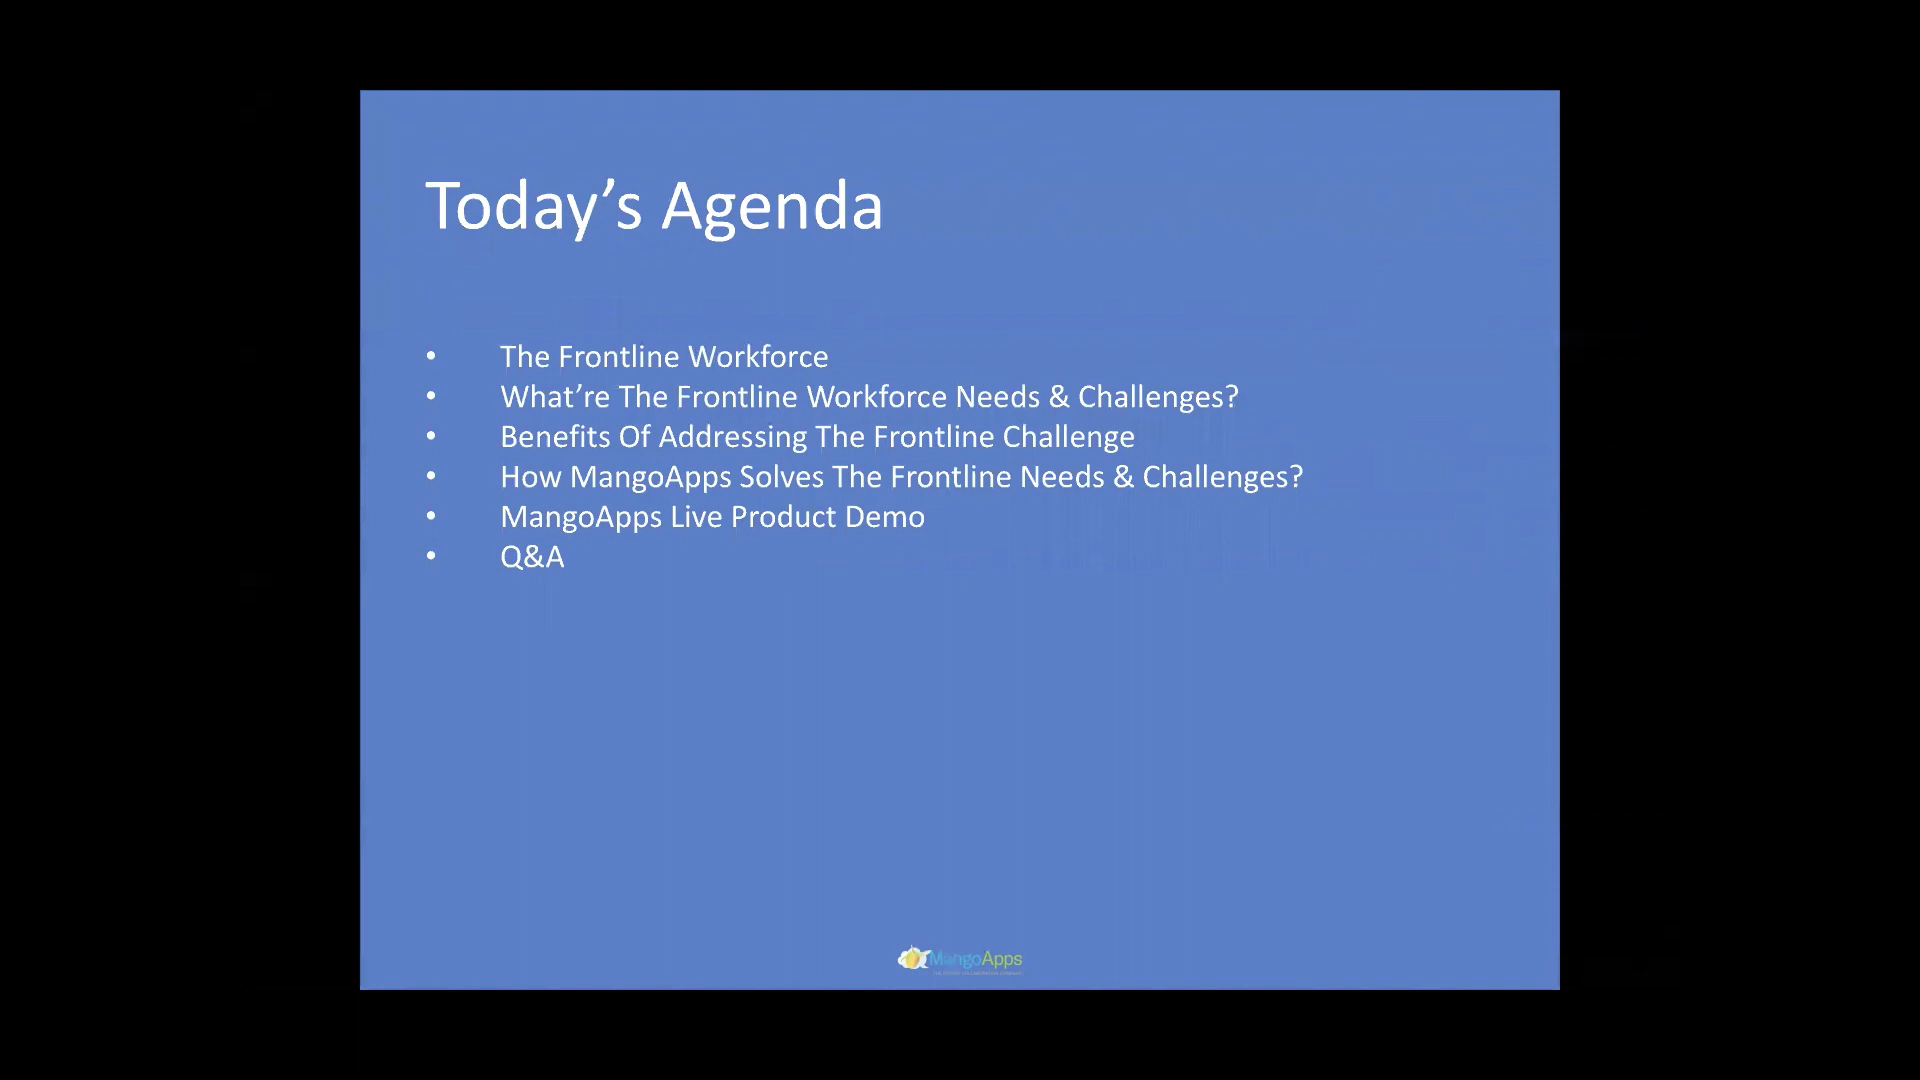 Today’s Agenda
• The Frontline Workforce
• What’re The Frontline Workforce Needs & Challenges?
• Benefits Of Addressing The Frontline Challenge
• How MangoApps Solves The Frontline Needs & Challenges?
• MangoApps Live Product Demo
• Q&A
MangoApps